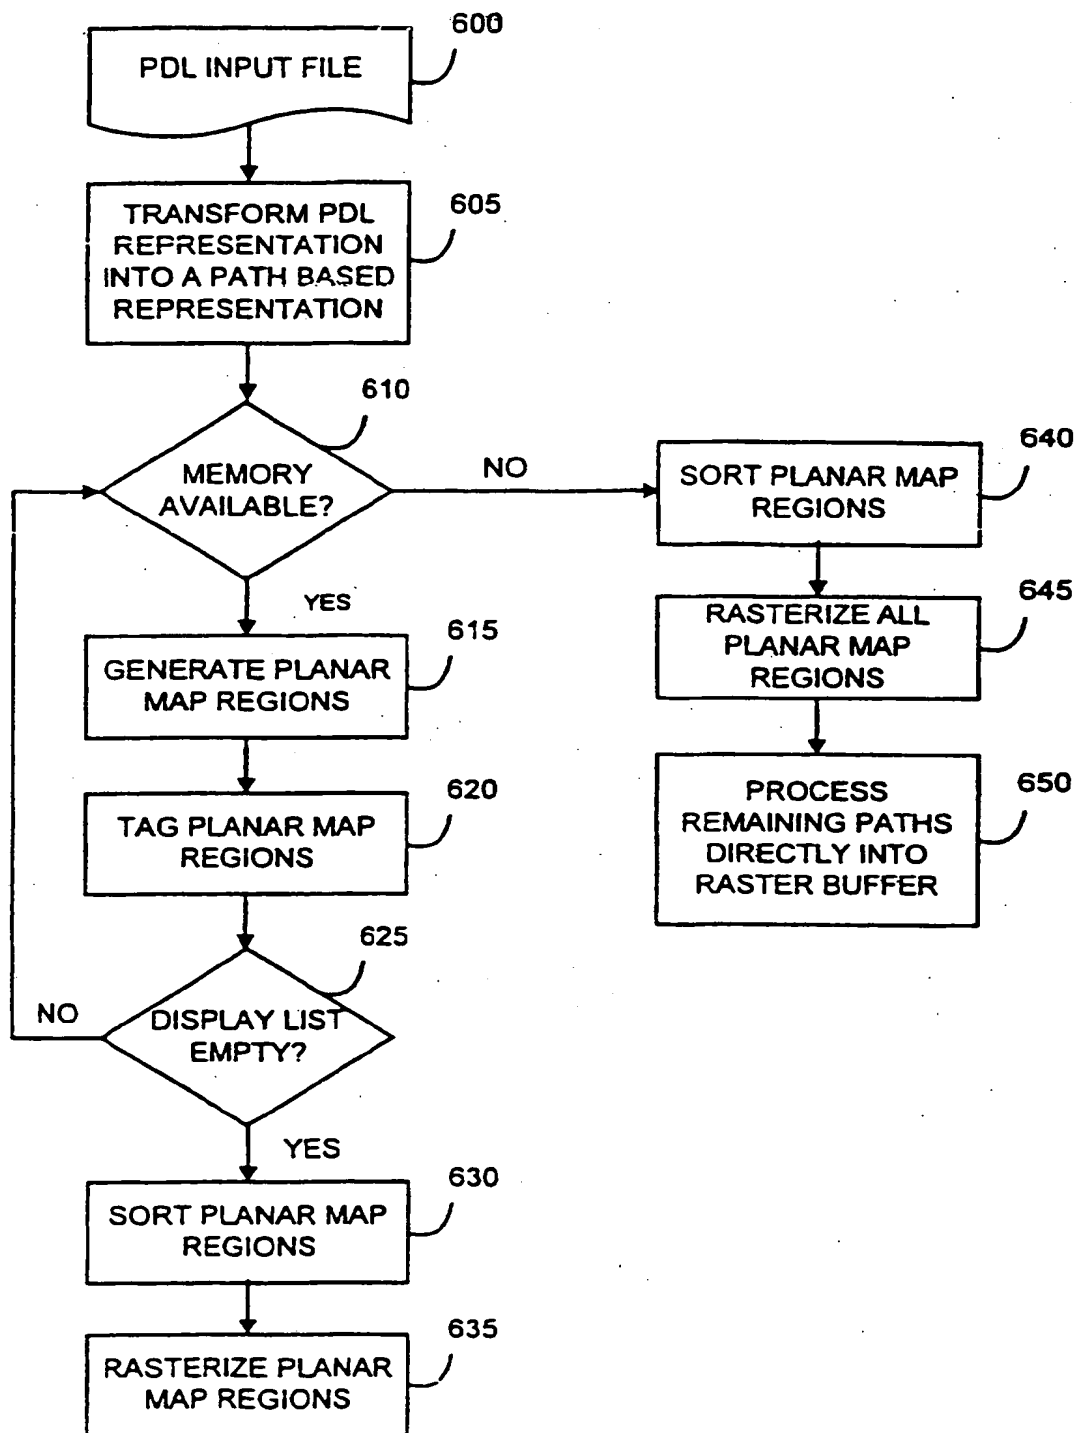 600
PDL INPUT FILE
605
TRANSFORM PDL
REPRESENTATION
INTO A PATH BASED
REPRESENTATION
610
MEMORY
AVAILABLE?
NO
640
SORT PLANAR MAP
REGIONS
YES
645
RASTERIZE ALL
PLANAR MAP
REGIONS
615
GENERATE PLANAR
MAP REGIONS
650
PROCESS
REMAINING PATHS
DIRECTLY INTO
RASTER BUFFER
620
TAG PLANAR MAP
REGIONS
625
NO
DISPLAY LIST
EMPTY?
YES
630
SORT PLANAR MAP
REGIONS
635
RASTERIZE PLANAR
MAP REGIONS